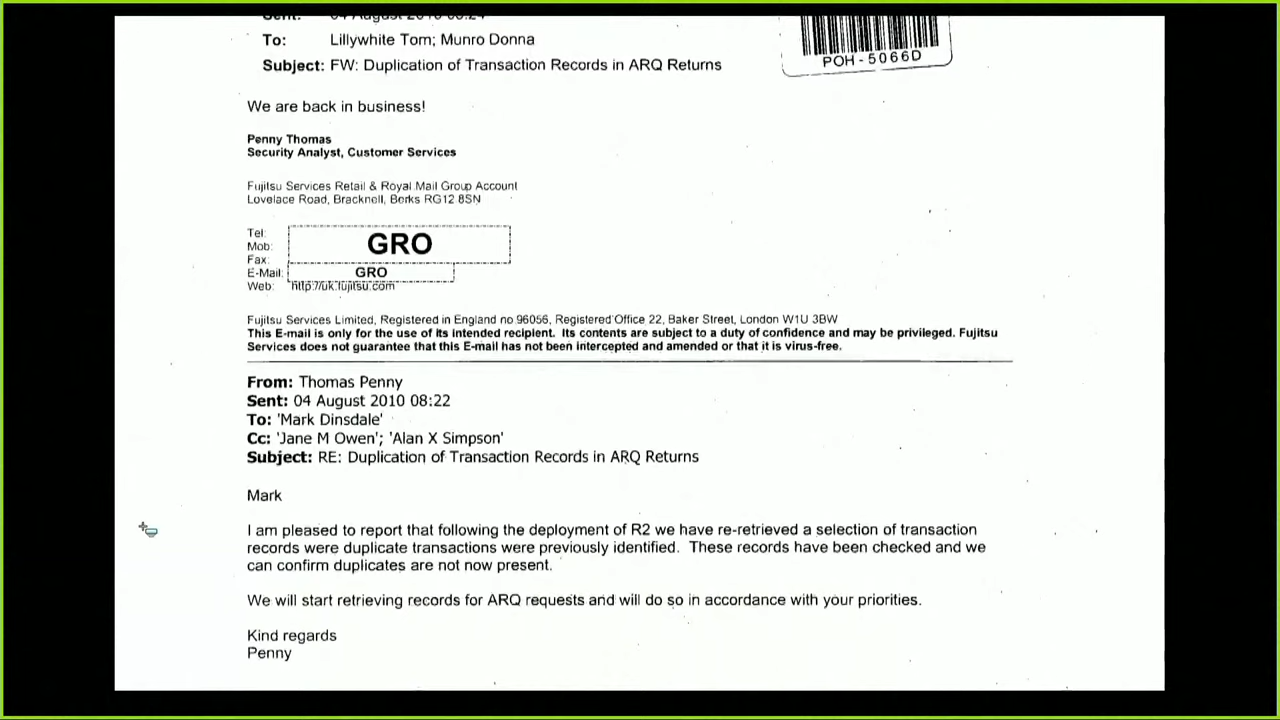 Sent: 04 August 2010 08:24
To: Lillywhite Tom; Munro Donna
Subject: FW: Duplication of Transaction Records in ARQ Returns
POH-5066D
We are back in business!
Penny Thomas
Security Analyst, Customer Services
Fujitsu Services Retail & Royal Mail Group Account
Lovelace Road, Bracknell, Berks RG12 8SN
Tel:
Mob: GRO
Fax:
E-Mail: GRO
Web: http://uk.fujitsu.com
Fujitsu Services Limited, Registered in England no 96056, Registered Office 22, Baker Street, London W1U 3BW
This E-mail is only for the use of its intended recipient. Its contents are subject to a duty of confidence and may be privileged. Fujitsu
Services does not guarantee that this E-mail has not been intercepted and amended or that it is virus-free.
From: Thomas Penny
Sent: 04 August 2010 08:22
To: 'Mark Dinsdale'
Cc: 'Jane M Owen'; 'Alan X Simpson'
Subject: RE: Duplication of Transaction Records in ARQ Returns
Mark
I am pleased to report that following the deployment of R2 we have re-retrieved a selection of transaction
records were duplicate transactions were previously identified. These records have been checked and we
can confirm duplicates are not now present.
We will start retrieving records for ARQ requests and will do so in accordance with your priorities.
Kind regards
Penny